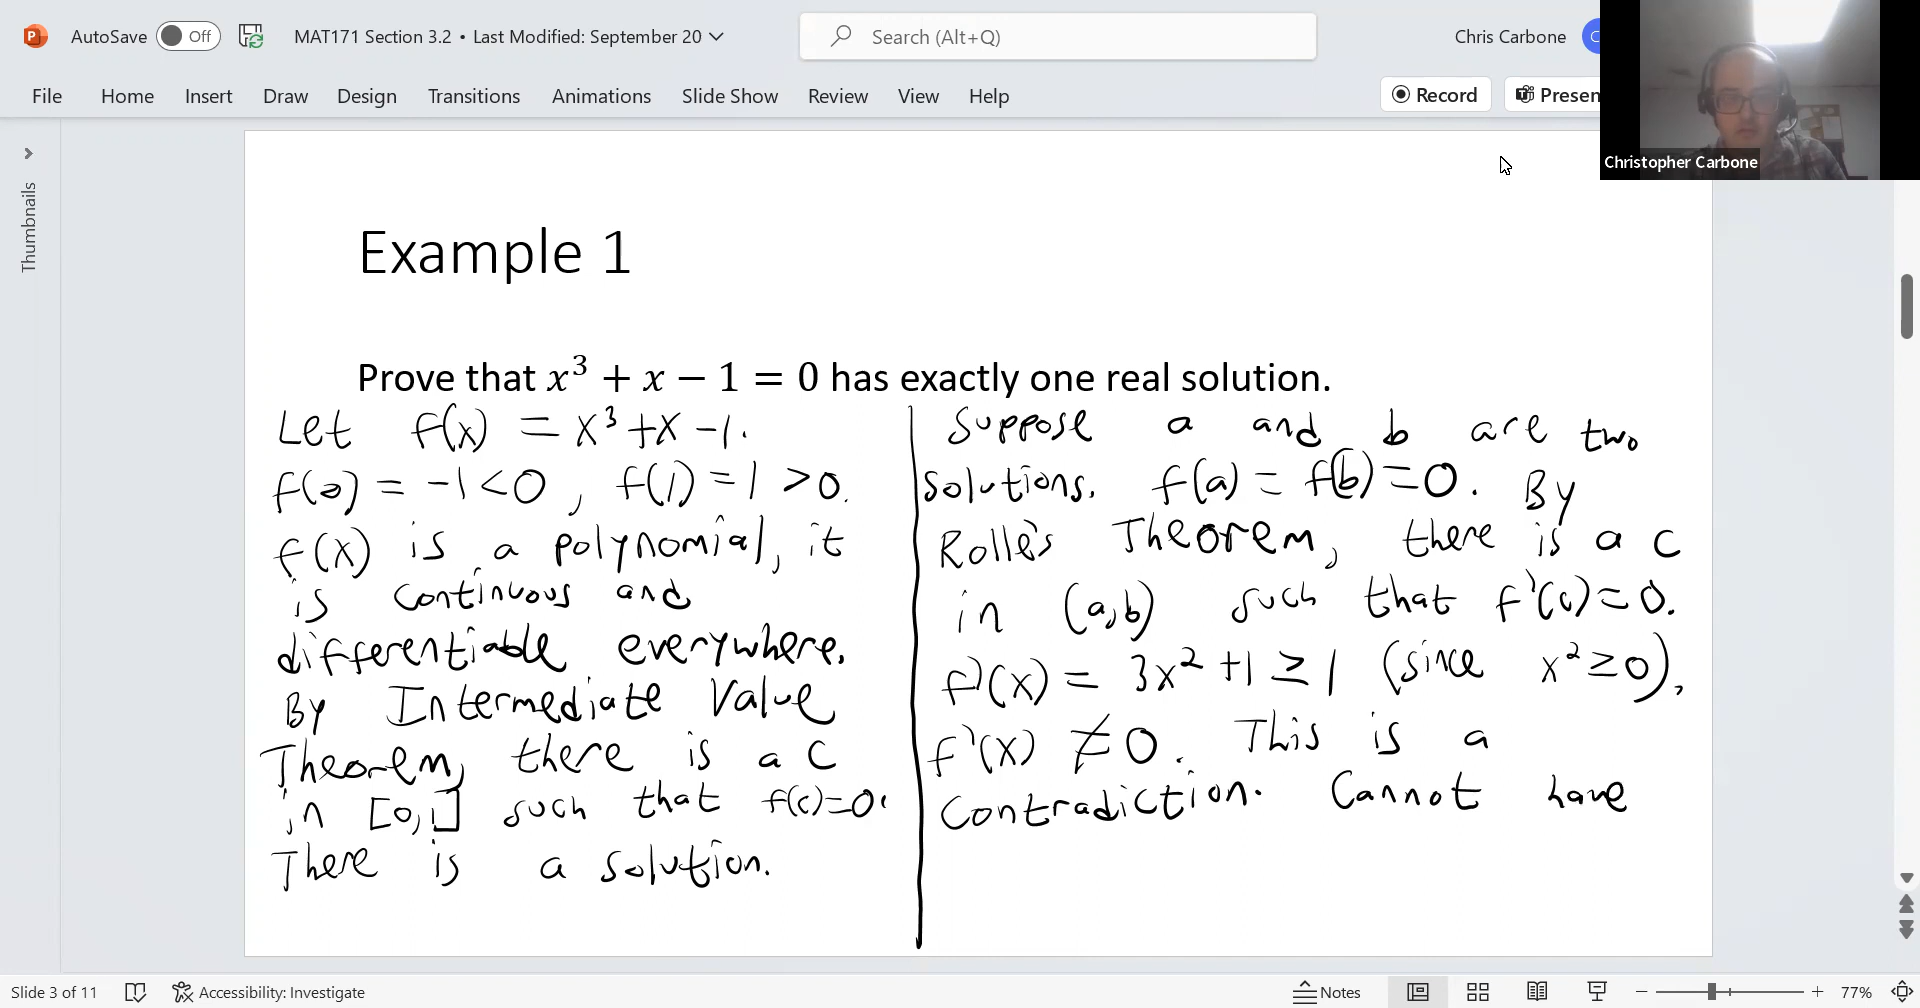 AutoSave Off MAT171 Section 3.2 • Last Modified: September 20 Search (Alt+Q) Chris Carbone
File Home Insert Draw Design Transitions Animations Slide Show Review View Help Record Presen
Christopher Carbone
Thumbnails
Example 1
Prove that x³ + x − 1 = 0 has exactly one real solution.
Let f(x) = x³ + x − 1.
f(0) = −1 < 0, f(1) = 1 > 0.
f(x) is a polynomial, it
is continuous and
differentiable everywhere.
By Intermediate Value
Theorem, there is a c
in [0,1] such that f(c)=0.
There is a solution.
Suppose a and b are two
solutions. f(a) = f(b) = 0. By
Rolle's Theorem, there is a c
in (a,b) such that f'(c) = 0.
f'(x) = 3x² + 1 ≥ 1 (since x² ≥ 0),
f'(x) ≠ 0. This is a
contradiction. Cannot have
Slide 3 of 11 Accessibility: Investigate Notes 77%